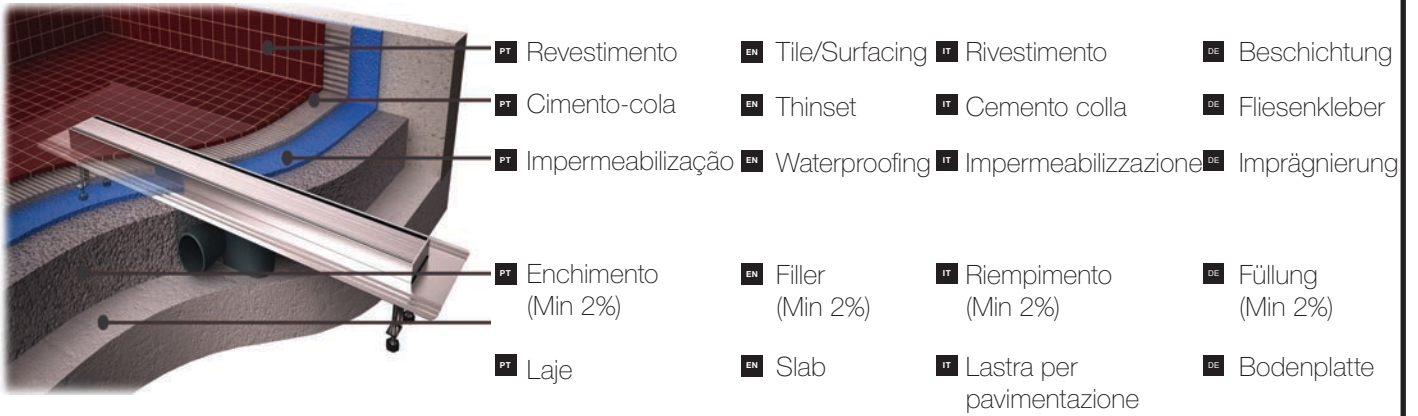 PT Revestimento EN Tile/Surfacing IT Rivestimento DE Beschichtung
PT Cimento-cola EN Thinset IT Cemento colla DE Fliesenkleber
PT Impermeabilização EN Waterproofing IT Impermeabilizzazione DE Imprägnierung
PT Enchimento EN Filler IT Riempimento DE Füllung
(Min 2%) (Min 2%) (Min 2%) (Min 2%)
PT Laje EN Slab IT Lastra per DE Bodenplatte
pavimentazione